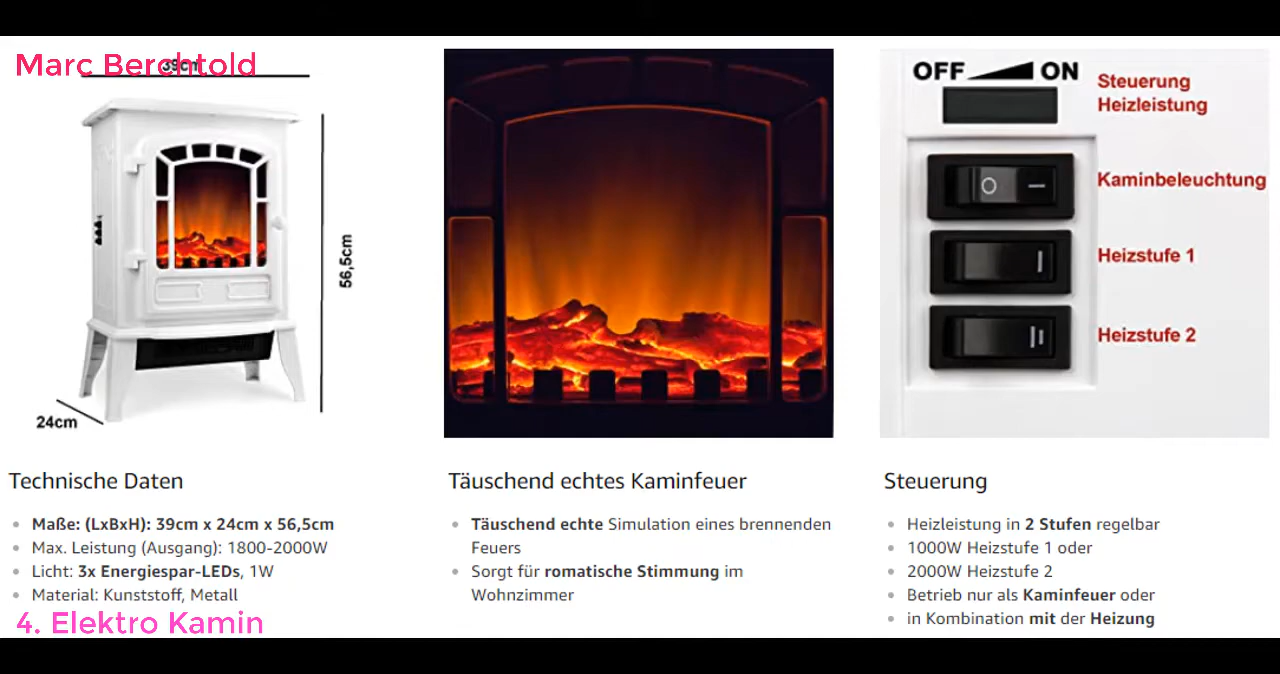 Marc Berchtold
39cm
56,5cm
24cm
OFF ON
Steuerung
Heizleistung
Kaminbeleuchtung
Heizstufe 1
Heizstufe 2
Technische Daten
Maße: (LxBxH): 39cm x 24cm x 56,5cm
Max. Leistung (Ausgang): 1800-2000W
Licht: 3x Energiespar-LEDs, 1W
Material: Kunststoff, Metall
Täuschend echtes Kaminfeuer
Täuschend echte Simulation eines brennenden
Feuers
Sorgt für romatische Stimmung im
Wohnzimmer
Steuerung
Heizleistung in 2 Stufen regelbar
1000W Heizstufe 1 oder
2000W Heizstufe 2
Betrieb nur als Kaminfeuer oder
in Kombination mit der Heizung
4. Elektro Kamin